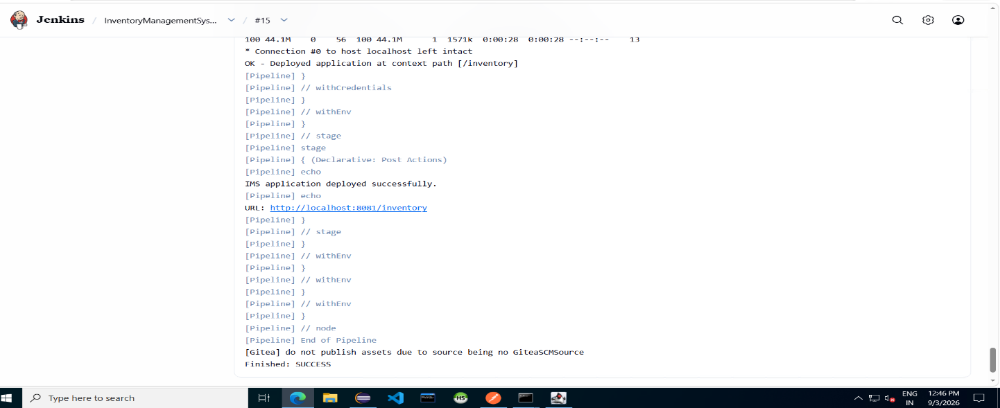 Jenkins / InventoryManagementSys... / #15
100 44.1M 0 56 100 44.1M 1 1571k 0:00:28 0:00:28 --:--:-- 13
* Connection #0 to host localhost left intact
OK - Deployed application at context path [/inventory]
[Pipeline] }
[Pipeline] // withCredentials
[Pipeline] }
[Pipeline] // withEnv
[Pipeline] }
[Pipeline] // stage
[Pipeline] stage
[Pipeline] { (Declarative: Post Actions)
[Pipeline] echo
IMS application deployed successfully.
[Pipeline] echo
URL: http://localhost:8081/inventory
[Pipeline] }
[Pipeline] // stage
[Pipeline] }
[Pipeline] // withEnv
[Pipeline] }
[Pipeline] // withEnv
[Pipeline] }
[Pipeline] // withEnv
[Pipeline] }
[Pipeline] // node
[Pipeline] End of Pipeline
[Gitea] do not publish assets due to source being no GiteaSCMSource
Finished: SUCCESS
Type here to search
HS
ENG
IN
12:46 PM
9/3/2026